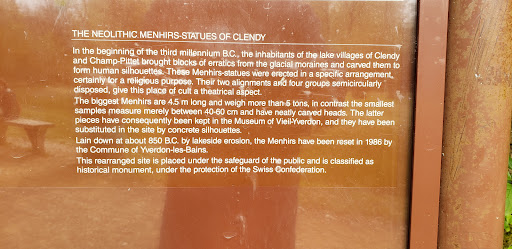 THE NEOLITHIC MENHIRS-STATUES OF CLENDY
In the beginning of the third millennium B.C., the inhabitants of the lake villages of Clendy
and Champ-Pittet brought blocks of erratics from the glacial moraines and carved them to
form human silhouettes. These Menhirs-statues were erected in a specific arrangement,
certainly for a religious purpose. Their two alignments and four groups semicircularly
disposed, give this place of cult a theatrical aspect.
The biggest Menhirs are 4.5 m long and weigh more than 5 tons, in contrast the smallest
samples measure merely between 40-60 cm and have neatly carved heads. The latter
pieces have consequently been kept in the Museum of Vieil-Yverdon, and they have been
substituted in the site by concrete silhouettes.
Lain down at about 850 B.C. by lakeside erosion, the Menhirs have been reset in 1986 by
the Commune of Yverdon-les-Bains.
This rearranged site is placed under the safeguard of the public and is classified as
historical monument, under the protection of the Swiss Confederation.